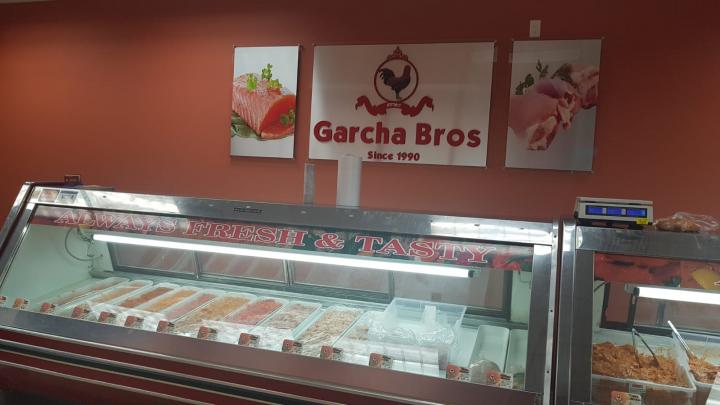 Garcha Bros
Since 1990
ALWAYS FRESH & TASTY